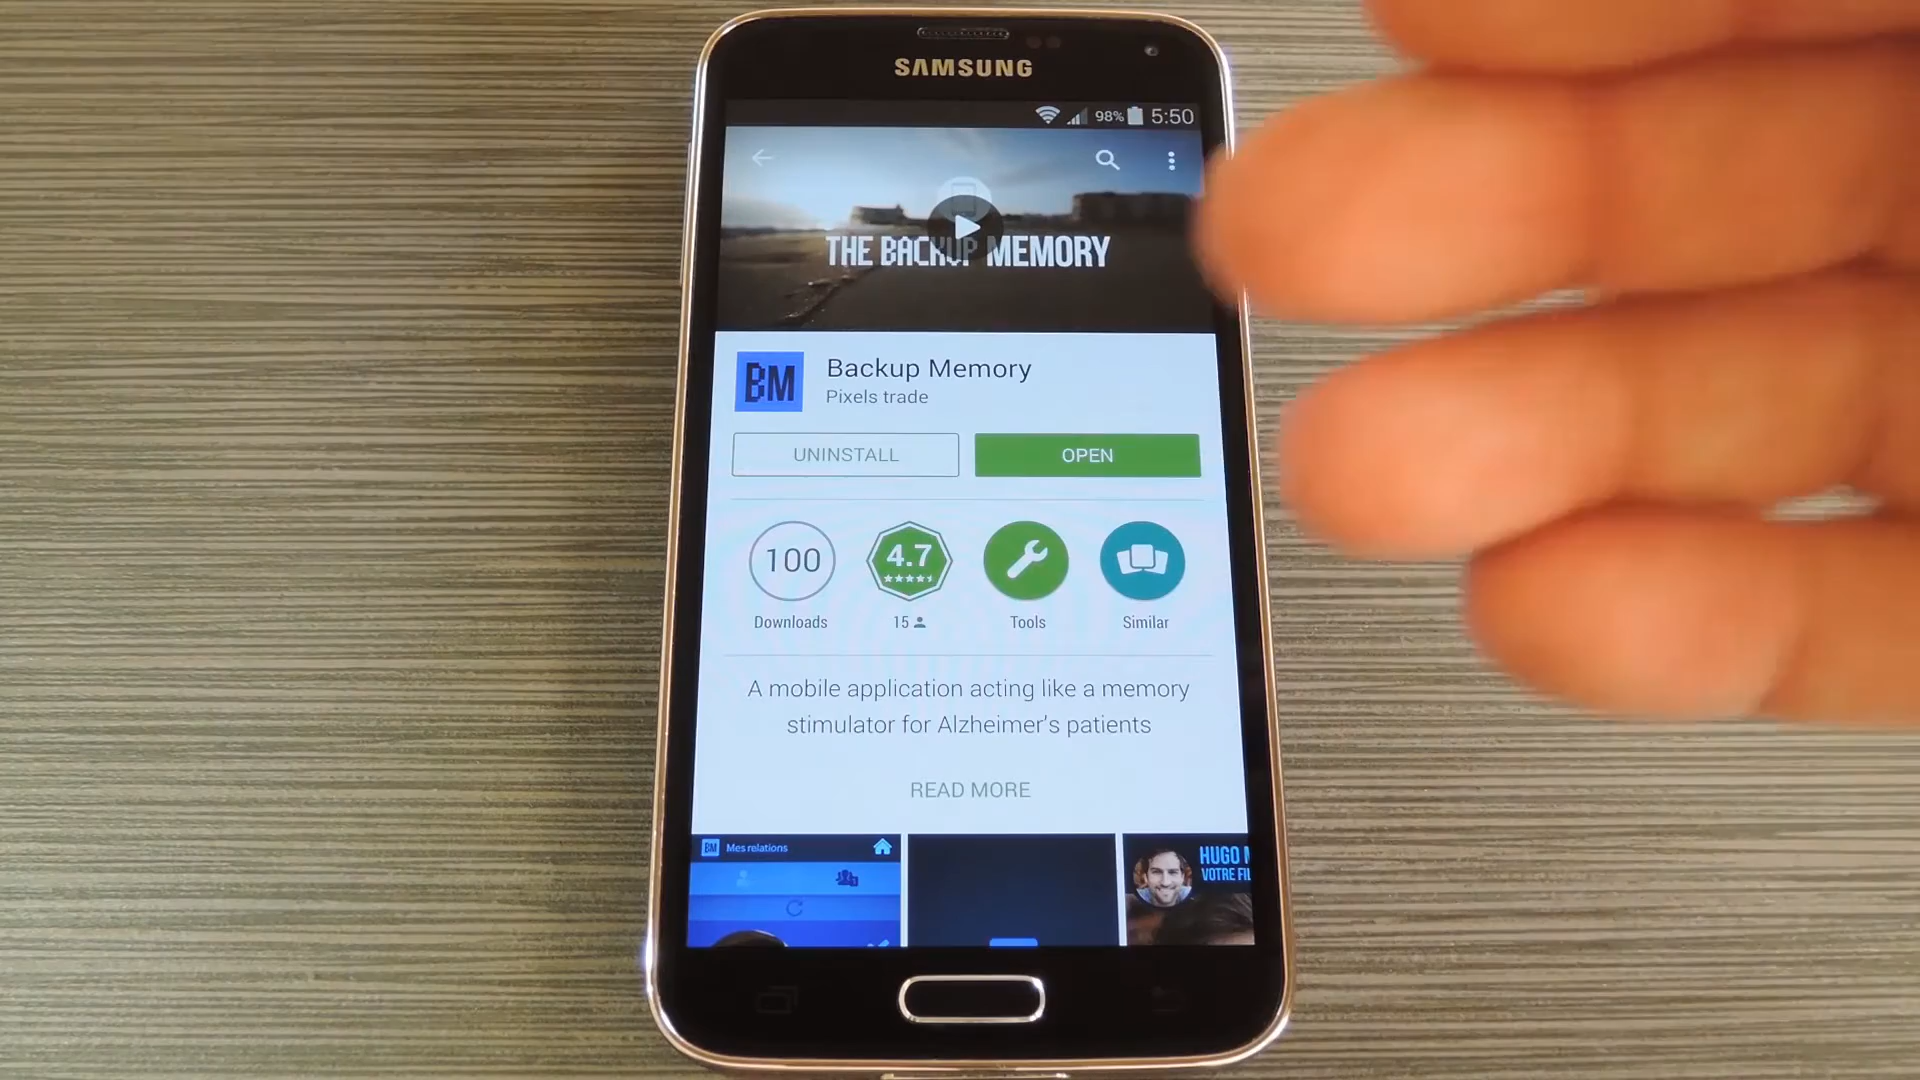 SAMSUNG
98% 5:50
THE BACKUP MEMORY
BM
Backup Memory
Pixels trade
UNINSTALL
OPEN
100
4.7
Downloads
15
Tools
Similar
A mobile application acting like a memory
stimulator for Alzheimer's patients
READ MORE
BM Mes relations
HUGO
VOTRE